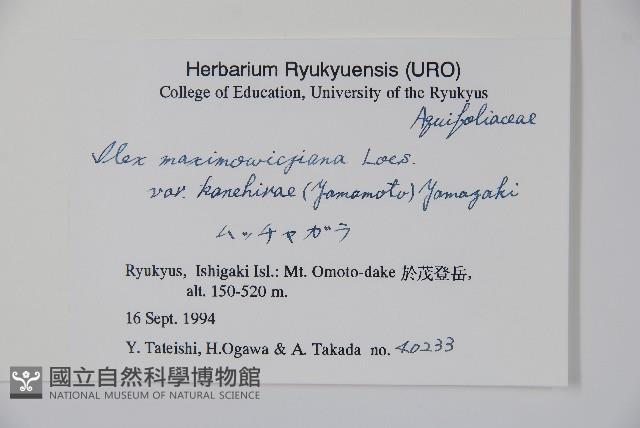 Herbarium Ryukyuensis (URO)
College of Education, University of the Ryukyus
Aquifoliaceae
Ilex maximowicziana Loes.
var. kanehirae (Yamamoto) Yamazaki
ムッチャガラ
Ryukyus, Ishigaki Isl.: Mt. Omoto-dake 於茂登岳,
alt. 150-520 m.
16 Sept. 1994
Y. Tateishi, H.Ogawa & A. Takada no. 40233
國立自然科學博物館
NATIONAL MUSEUM OF NATURAL SCIENCE